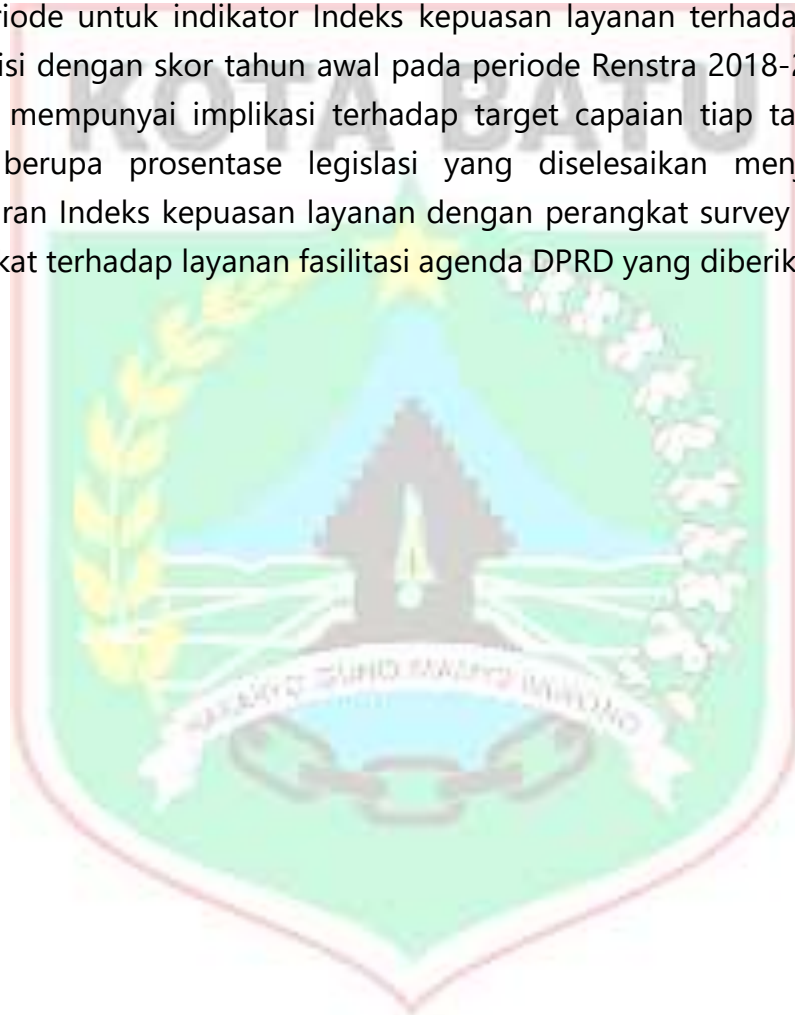 riode untuk indikator Indeks kepuasan layanan terhada
isi dengan skor tahun awal pada periode Renstra 2018-2
mempunyai implikasi terhadap target capaian tiap ta
KOTA BATU
berupa prosentase legislasi yang diselesaikan men
ran Indeks kepuasan layanan dengan perangkat survey
kat terhadap layanan fasilitasi agenda DPRD yang diberik